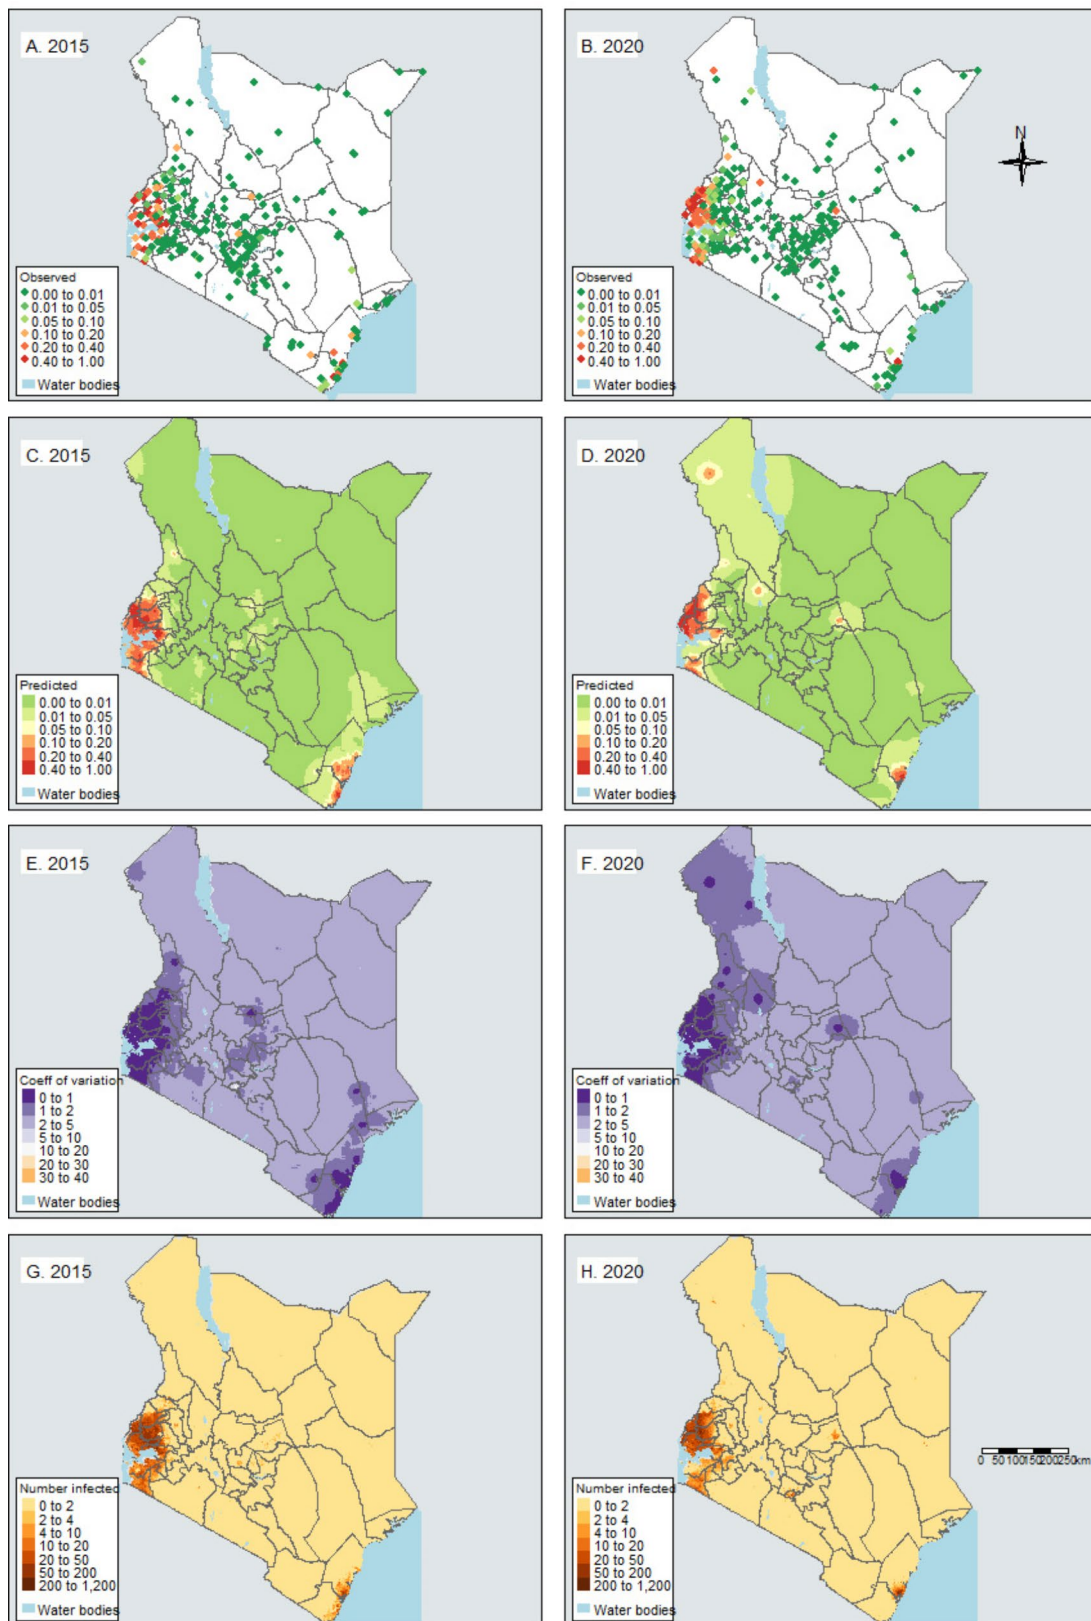 A. 2015
Observed
0.00 to 0.01
0.01 to 0.05
0.05 to 0.10
0.10 to 0.20
0.20 to 0.40
0.40 to 1.00
Water bodies
B. 2020
N
Observed
0.00 to 0.01
0.01 to 0.05
0.05 to 0.10
0.10 to 0.20
0.20 to 0.40
0.40 to 1.00
Water bodies
C. 2015
Predicted
0.00 to 0.01
0.01 to 0.05
0.05 to 0.10
0.10 to 0.20
0.20 to 0.40
0.40 to 1.00
Water bodies
D. 2020
Predicted
0.00 to 0.01
0.01 to 0.05
0.05 to 0.10
0.10 to 0.20
0.20 to 0.40
0.40 to 1.00
Water bodies
E. 2015
Coeff of variation
0 to 1
1 to 2
2 to 5
5 to 10
10 to 20
20 to 30
30 to 40
Water bodies
F. 2020
Coeff of variation
0 to 1
1 to 2
2 to 5
5 to 10
10 to 20
20 to 30
30 to 40
Water bodies
G. 2015
Number infected
0 to 2
2 to 4
4 to 10
10 to 20
20 to 50
50 to 200
200 to 1,200
Water bodies
H. 2020
0 50 100 150 200 250km
Number infected
0 to 2
2 to 4
4 to 10
10 to 20
20 to 50
50 to 200
200 to 1,200
Water bodies